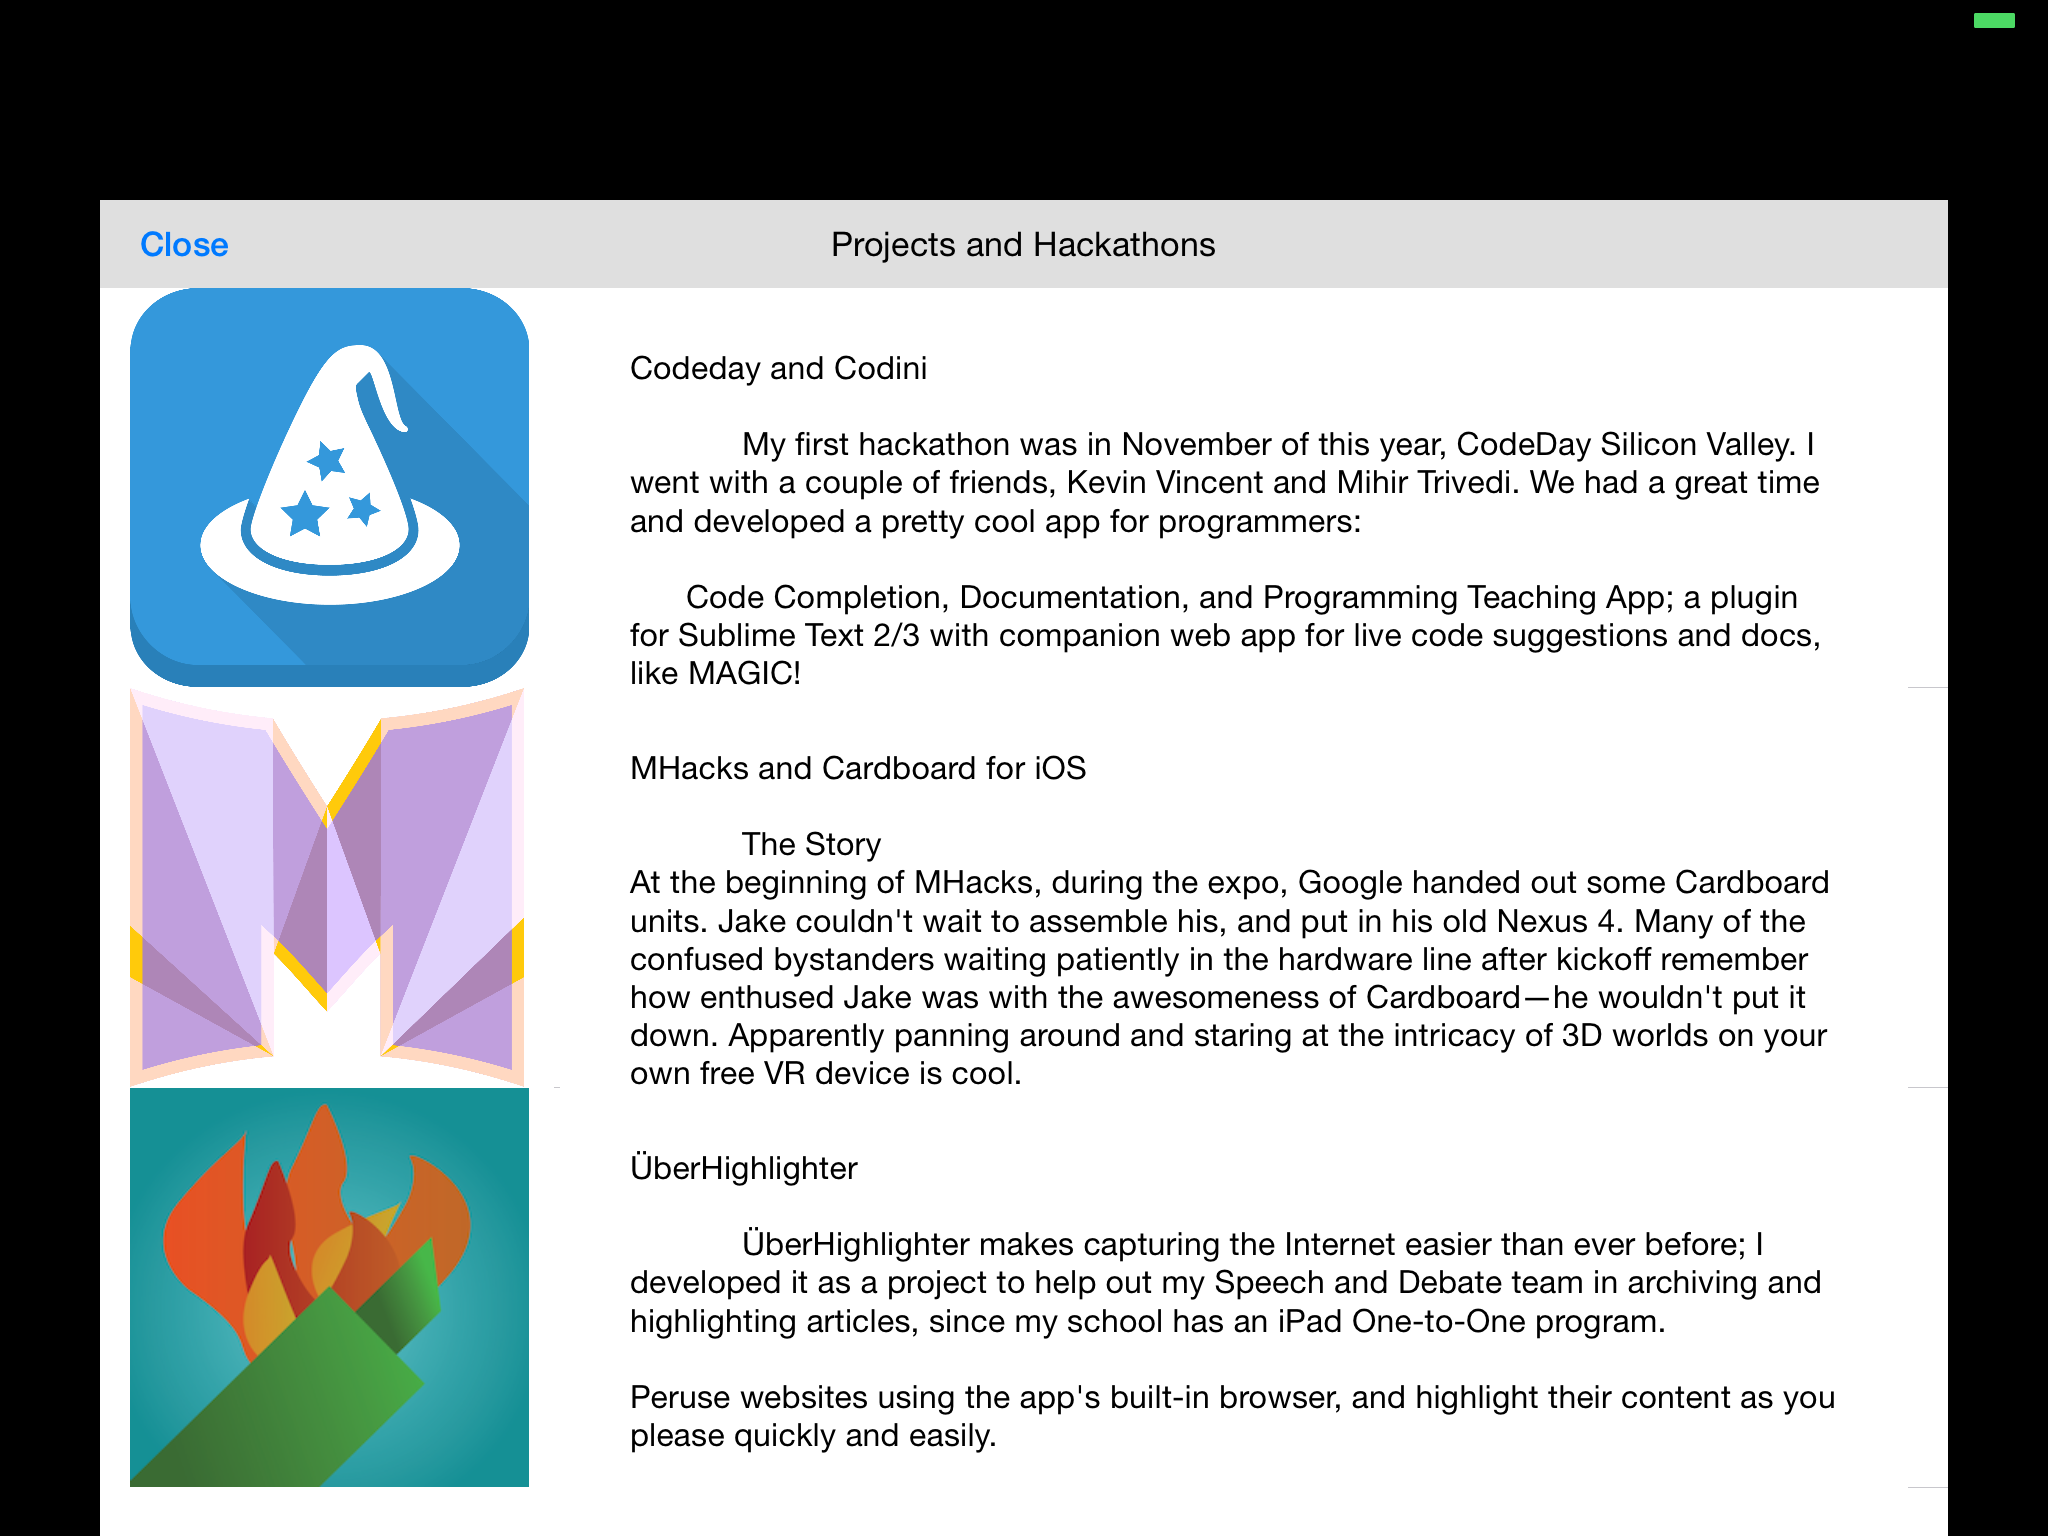 Close
Projects and Hackathons
Codeday and Codini
My first hackathon was in November of this year, CodeDay Silicon Valley. I
went with a couple of friends, Kevin Vincent and Mihir Trivedi. We had a great time
and developed a pretty cool app for programmers:
Code Completion, Documentation, and Programming Teaching App; a plugin
for Sublime Text 2/3 with companion web app for live code suggestions and docs,
like MAGIC!
MHacks and Cardboard for iOS
The Story
At the beginning of MHacks, during the expo, Google handed out some Cardboard
units. Jake couldn't wait to assemble his, and put in his old Nexus 4. Many of the
confused bystanders waiting patiently in the hardware line after kickoff remember
how enthused Jake was with the awesomeness of Cardboard—he wouldn't put it
down. Apparently panning around and staring at the intricacy of 3D worlds on your
own free VR device is cool.
ÜberHighlighter
ÜberHighlighter makes capturing the Internet easier than ever before; I
developed it as a project to help out my Speech and Debate team in archiving and
highlighting articles, since my school has an iPad One-to-One program.
Peruse websites using the app's built-in browser, and highlight their content as you
please quickly and easily.